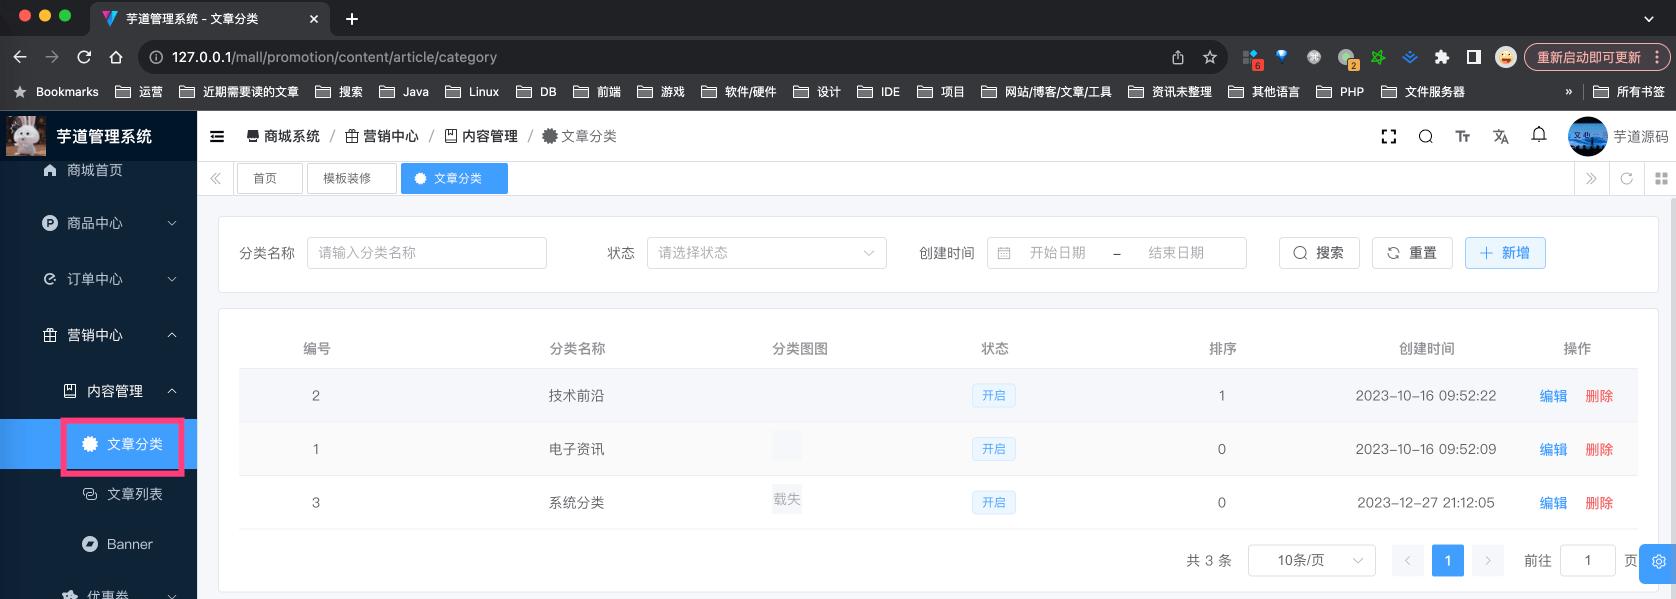 芋道管理系统 - 文章分类
127.0.0.1/mall/promotion/content/article/category
6
2
重新启动即可更新
Bookmarks 运营 近期需要读的文章 搜索 Java Linux DB 前端 游戏 软件/硬件 设计 IDE 项目 网站/博客/文章/工具 资讯未整理 其他语言 PHP 文件服务器 » 所有书签
芋道管理系统
商城系统 / 营销中心 / 内容管理 / 文章分类
芋道源码
商城首页
商品中心
订单中心
营销中心
内容管理
文章分类
文章列表
Banner
优惠券
首页 模板装修 文章分类
分类名称 请输入分类名称 状态 请选择状态 创建时间 开始日期 - 结束日期 搜索 重置 新增
编号 分类名称 分类图图 状态 排序 创建时间 操作
2 技术前沿 开启 1 2023-10-16 09:52:22 编辑 删除
1 电子资讯 开启 0 2023-10-16 09:52:09 编辑 删除
3 系统分类 载失 开启 0 2023-12-27 21:12:05 编辑 删除
共 3 条 10条/页 1 前往 1 页